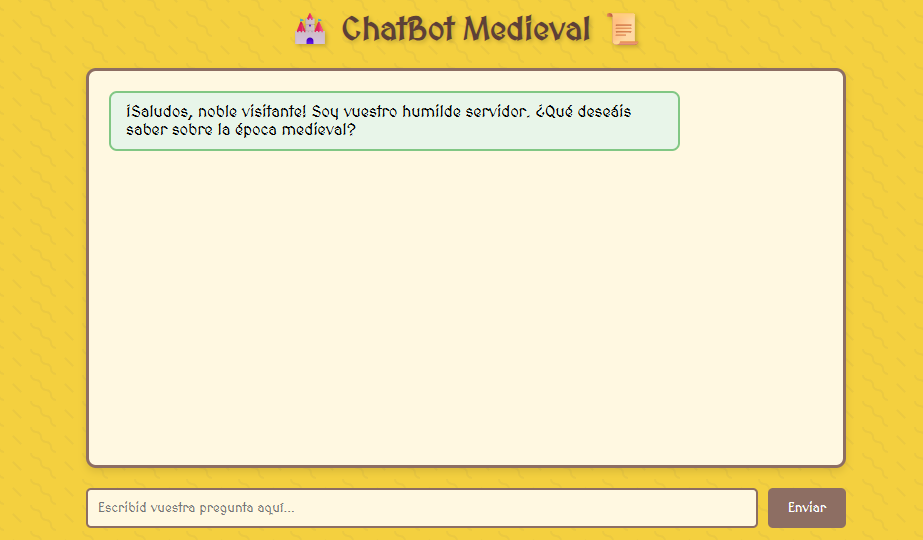 ChatBot Medieval
¡Saludos, noble visitante! Soy vuestro humilde servidor. ¿Qué deseáis
saber sobre la época medieval?
Escribid vuestra pregunta aquí...
Enviar